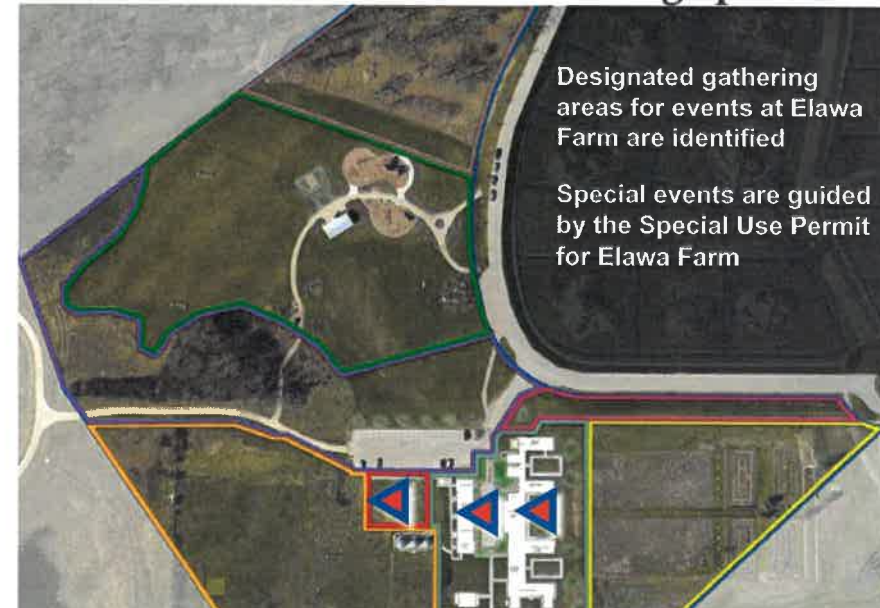 Designated gathering
areas for events at Elawa
Farm are identified
Special events are guided
by the Special Use Permit
for Elawa Farm